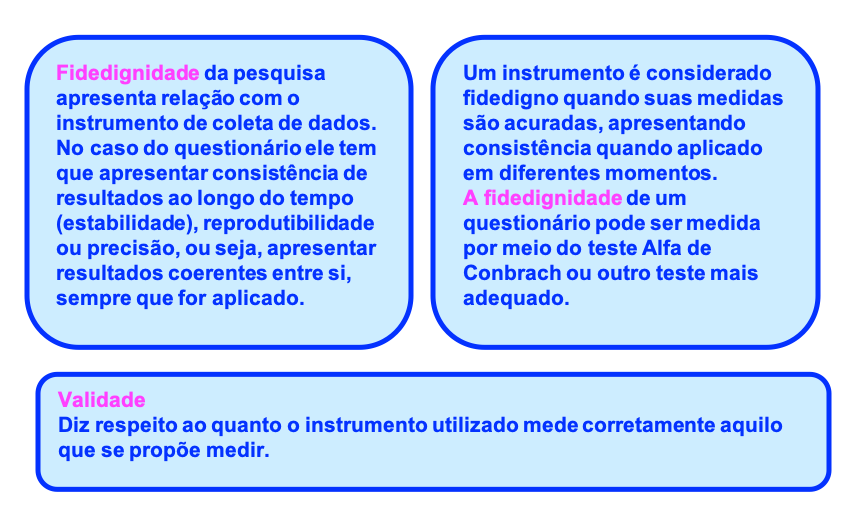 Fidedignidade da pesquisa
apresenta relação com o
instrumento de coleta de dados.
No caso do questionário ele tem
que apresentar consistência de
resultados ao longo do tempo
(estabilidade), reprodutibilidade
ou precisão, ou seja, apresentar
resultados coerentes entre si,
sempre que for aplicado.
Um instrumento é considerado
fidedigno quando suas medidas
são acuradas, apresentando
consistência quando aplicado
em diferentes momentos.
A fidedignidade de um
questionário pode ser medida
por meio do teste Alfa de
Conbrach ou outro teste mais
adequado.
Validade
Diz respeito ao quanto o instrumento utilizado mede corretamente aquilo
que se propõe medir.